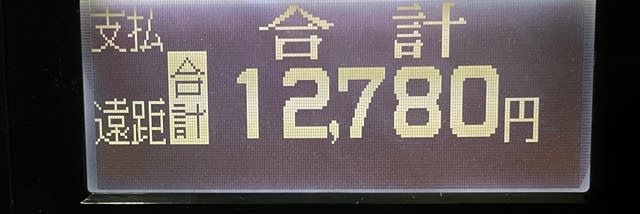 支払 合計
合計 12,780円
遠距